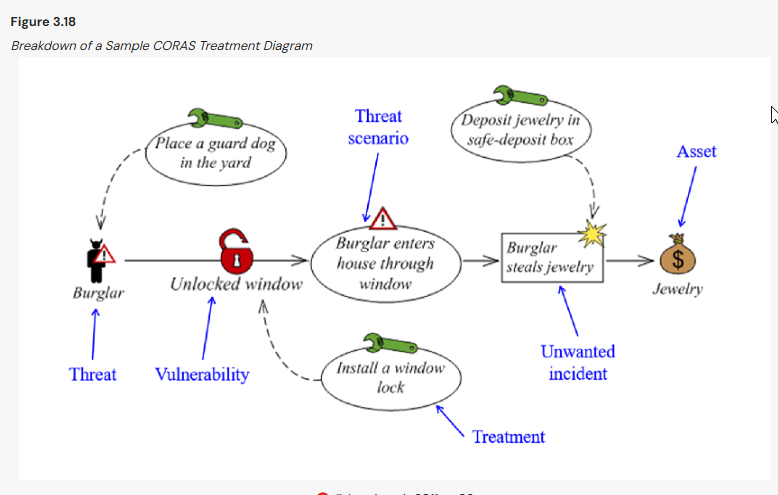 Figure 3.18
Breakdown of a Sample CORAS Treatment Diagram
Place a guard dog
in the yard
Threat
scenario
Deposit jewelry in
safe-deposit box
Asset
Burglar
Unlocked window
Burglar enters
house through
window
Burglar
steals jewelry
$
Jewelry
Threat
Vulnerability
Install a window
lock
Unwanted
incident
Treatment